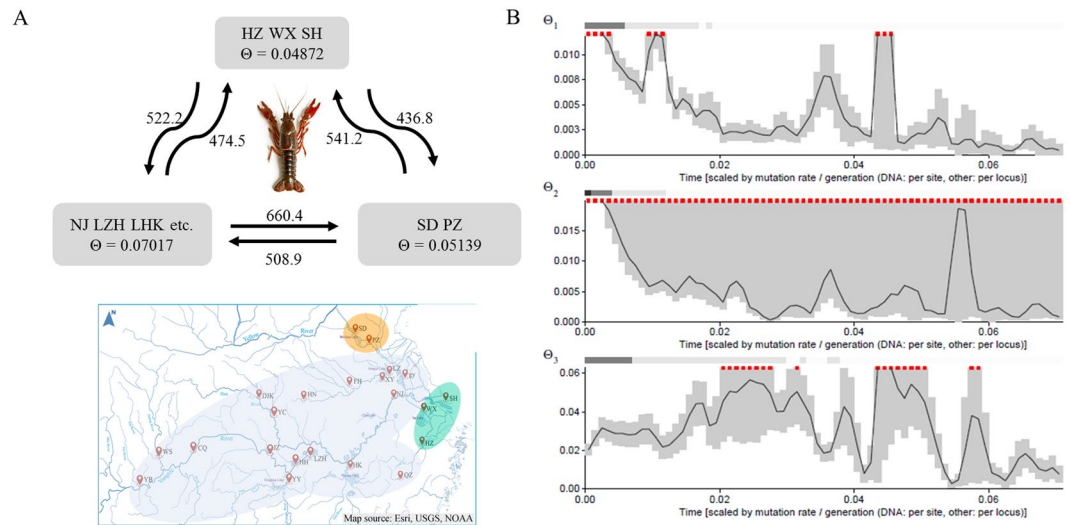 A
HZ WX SH
Θ = 0.04872
522.2
474.5
541.2
436.8
NJ LZH LHK etc.
Θ = 0.07017
660.4
508.9
SD PZ
Θ = 0.05139
N
SD
PZ
Yellow River
LZ
XY
FH
NJ
DJK
HN
YC
SH
WX
HZ
WS
CQ
River
JZ
LZH
HH
HK
YY
QZ
YB
Map source: Esri, USGS, NOAA
B
Θ1
0.010
0.008
0.005
0.003
0.000
0.00 0.02 0.04 0.06
Time [scaled by mutation rate / generation (DNA: per site, other: per locus)]
Θ2
0.015
0.010
0.005
0.000
0.00 0.02 0.04 0.06
Time [scaled by mutation rate / generation (DNA: per site, other: per locus)]
Θ3
0.06
0.04
0.02
0.00
0.00 0.02 0.04 0.06
Time [scaled by mutation rate / generation (DNA: per site, other: per locus)]